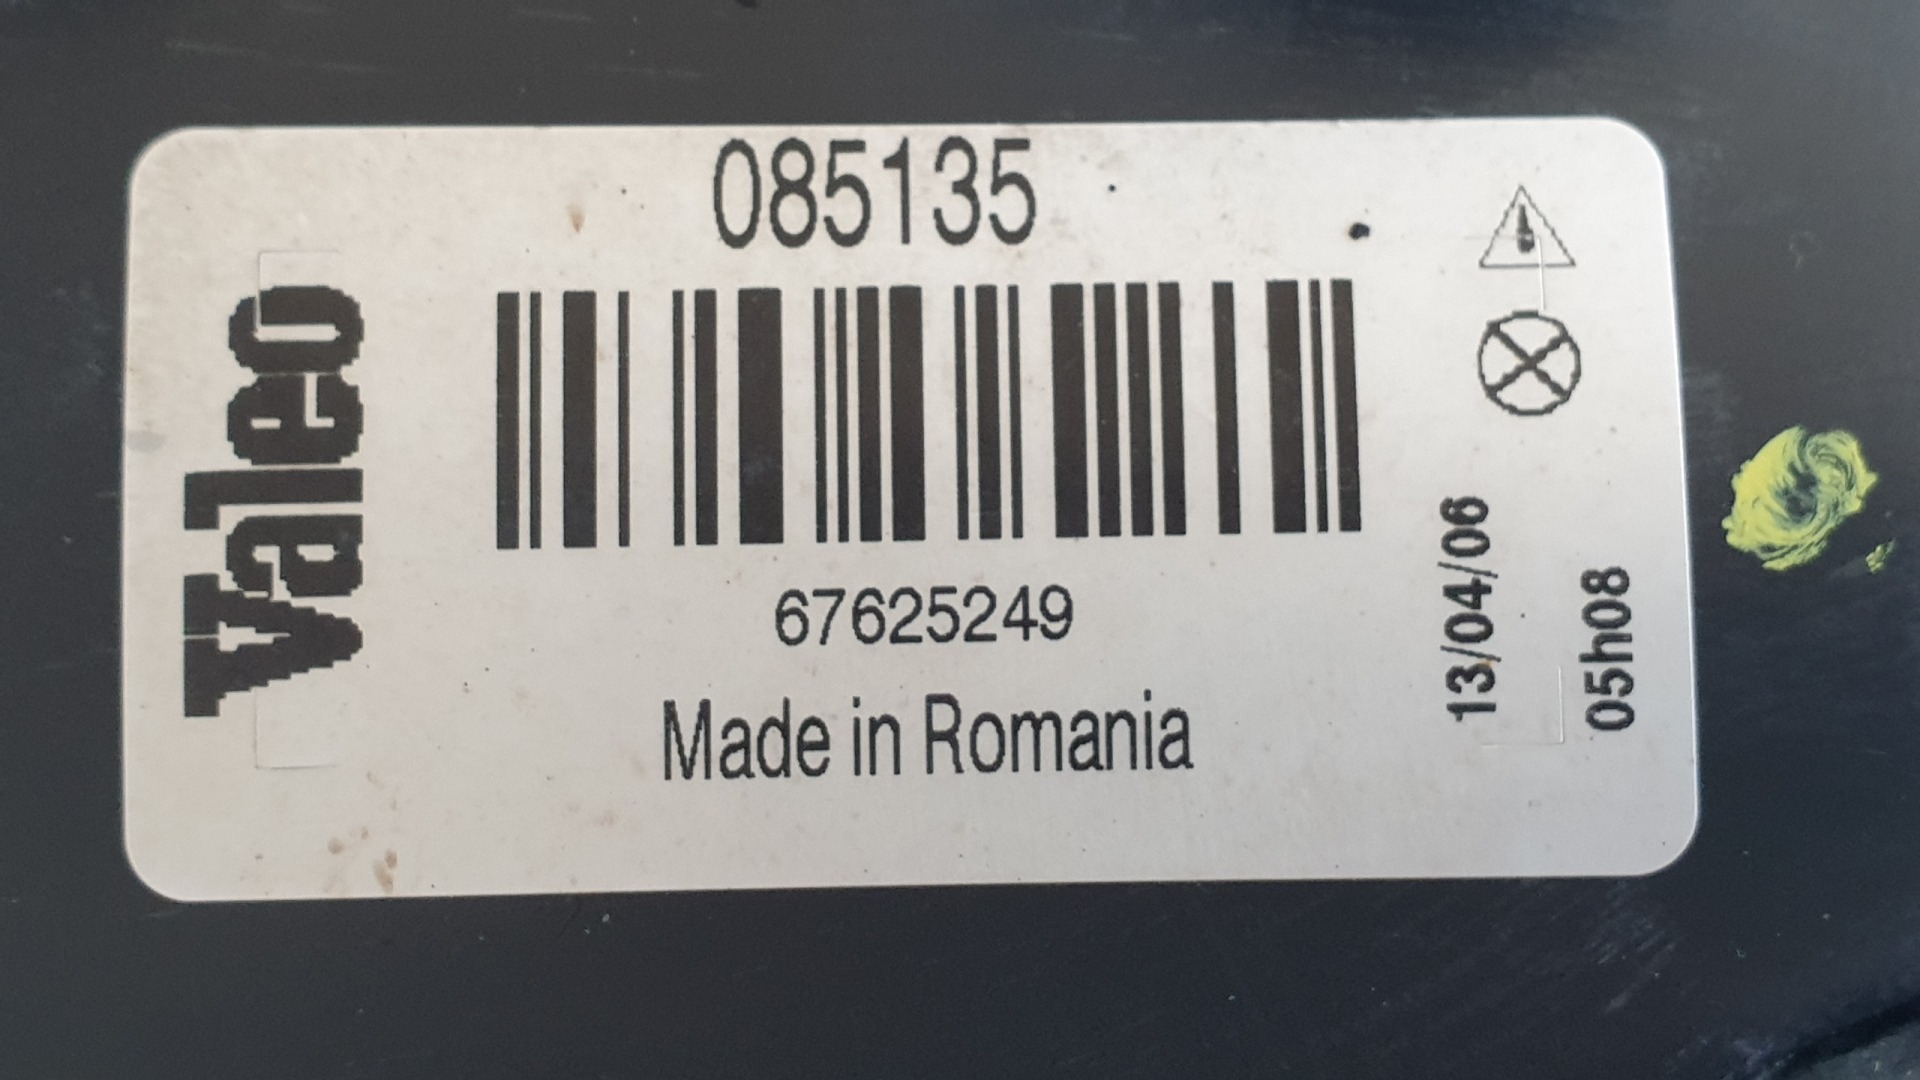 085135
Valeo
67625249
Made in Romania
13/04/06
05h08